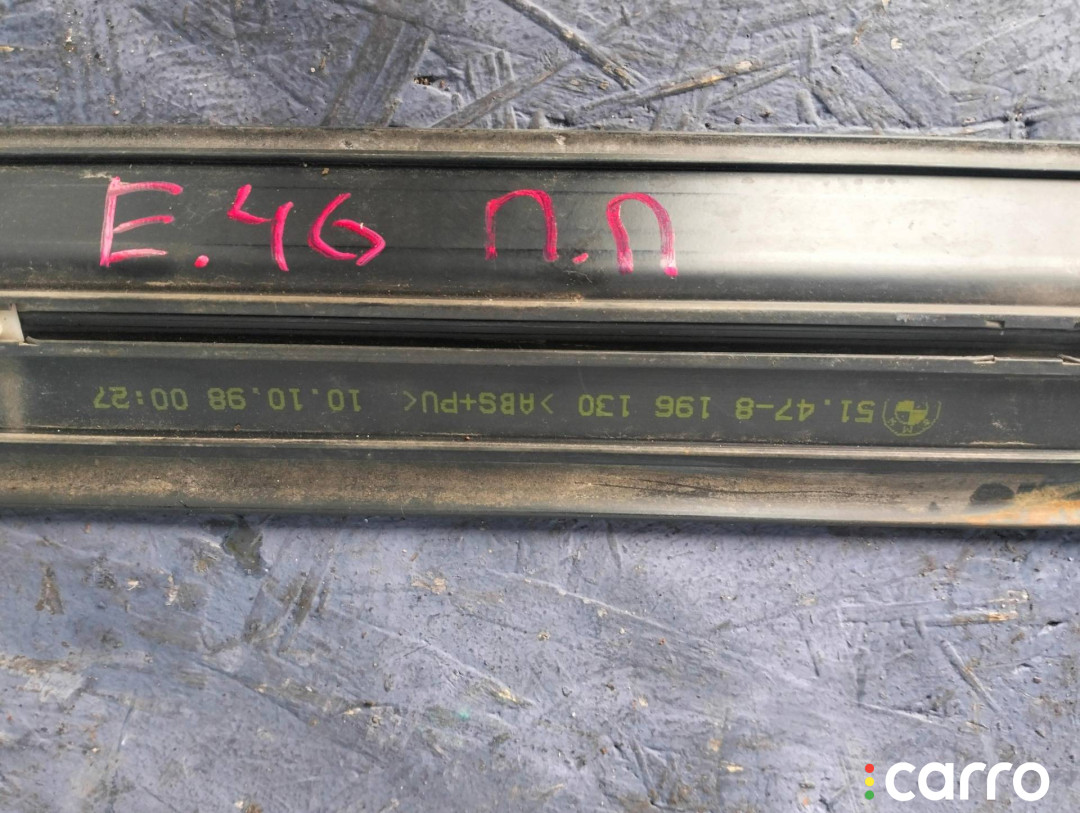 E.46 П.П
51.47-8 196 130 >ABS+PU< 10.10.98 00:27
carro